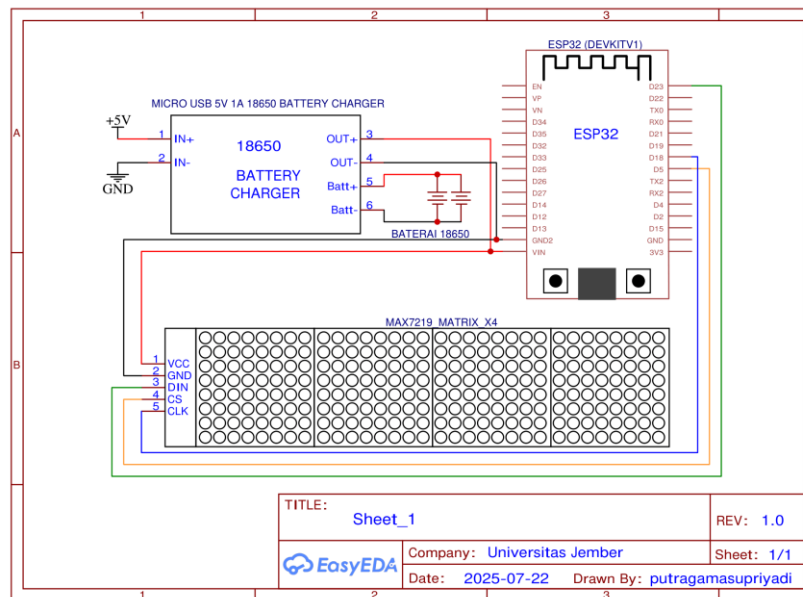 1 2 3
A
B
ESP32 (DEVKITV1)
MICRO USB 5V 1A 18650 BATTERY CHARGER
+5V
GND
1 IN+
2 IN-
18650
BATTERY
CHARGER
OUT+ 3
OUT- 4
Batt+ 5
Batt- 6
BATERAI 18650
ESP32
EN
VP
VN
D34
D35
D32
D33
D25
D26
D27
D14
D12
D13
GND2
VIN
D23
D22
TX0
RX0
D21
D19
D18
D5
TX2
RX2
D4
D2
D15
GND
3V3
A
B
MAX7219_MATRIX_X4
1 VCC
2 GND
3 DIN
4 CS
5 CLK
TITLE:
Sheet_1
REV: 1.0
EasyEDA
Company: Universitas Jember
Sheet: 1/1
Date: 2025-07-22 Drawn By: putragamasupriyadi
1 2 3